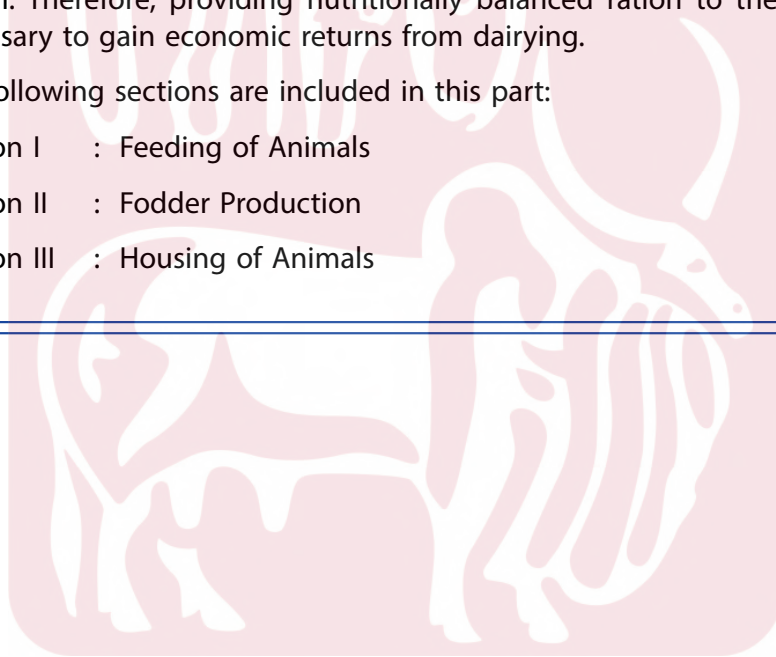 Therefore, providing nutritionally balanced ration to the
sary to gain economic returns from dairying.
ollowing sections are included in this part:
on I : Feeding of Animals
on II : Fodder Production
on III : Housing of Animals